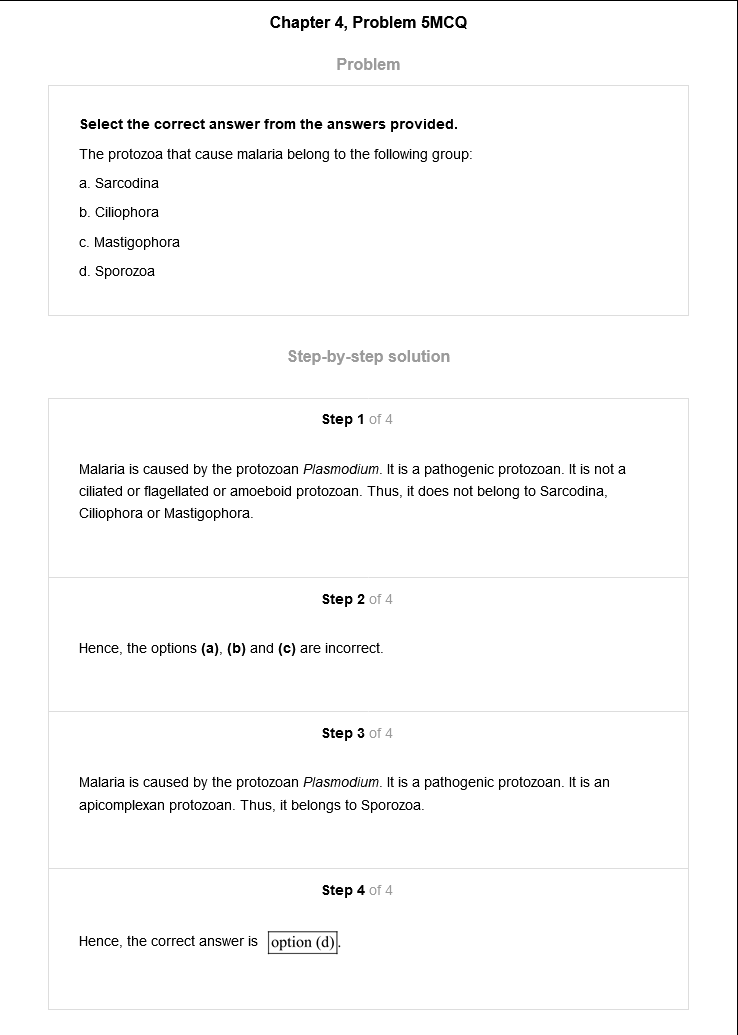 Chapter 4, Problem 5MCQ
Problem
Select the correct answer from the answers provided.
The protozoa that cause malaria belong to the following group:
a. Sarcodina
b. Ciliophora
c. Mastigophora
d. Sporozoa
Step-by-step solution
Step 1 of 4
Malaria is caused by the protozoan Plasmodium. It is a pathogenic protozoan. It is not a
ciliated or flagellated or amoeboid protozoan. Thus, it does not belong to Sarcodina,
Ciliophora or Mastigophora.
Step 2 of 4
Hence, the options (a), (b) and (c) are incorrect.
Step 3 of 4
Malaria is caused by the protozoan Plasmodium. It is a pathogenic protozoan. It is an
apicomplexan protozoan. Thus, it belongs to Sporozoa.
Step 4 of 4
Hence, the correct answer is option (d).